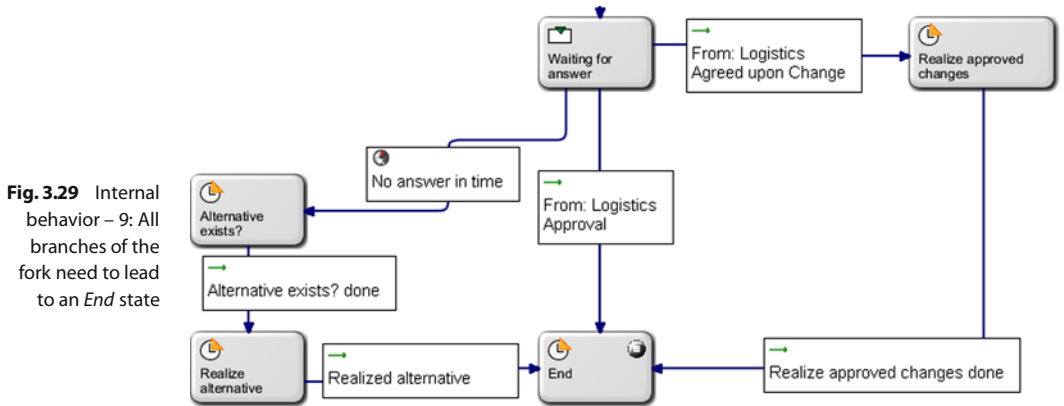 Fig. 3.29 Internal
behavior – 9: All
branches of the
fork need to lead
to an End state
Waiting for
answer
From: Logistics
Agreed upon Change
Realize approved
changes
No answer in time
From: Logistics
Approval
Alternative
exists?
Alternative exists? done
Realize
alternative
Realized alternative
End
Realize approved changes done